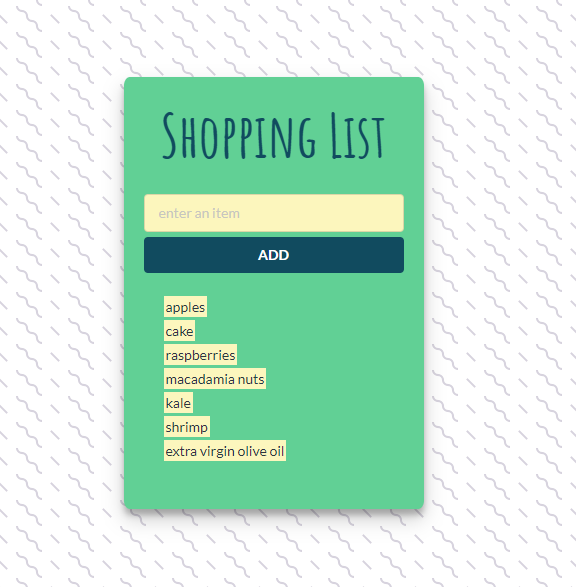 Shopping List
enter an item
ADD
apples
cake
raspberries
macadamia nuts
kale
shrimp
extra virgin olive oil